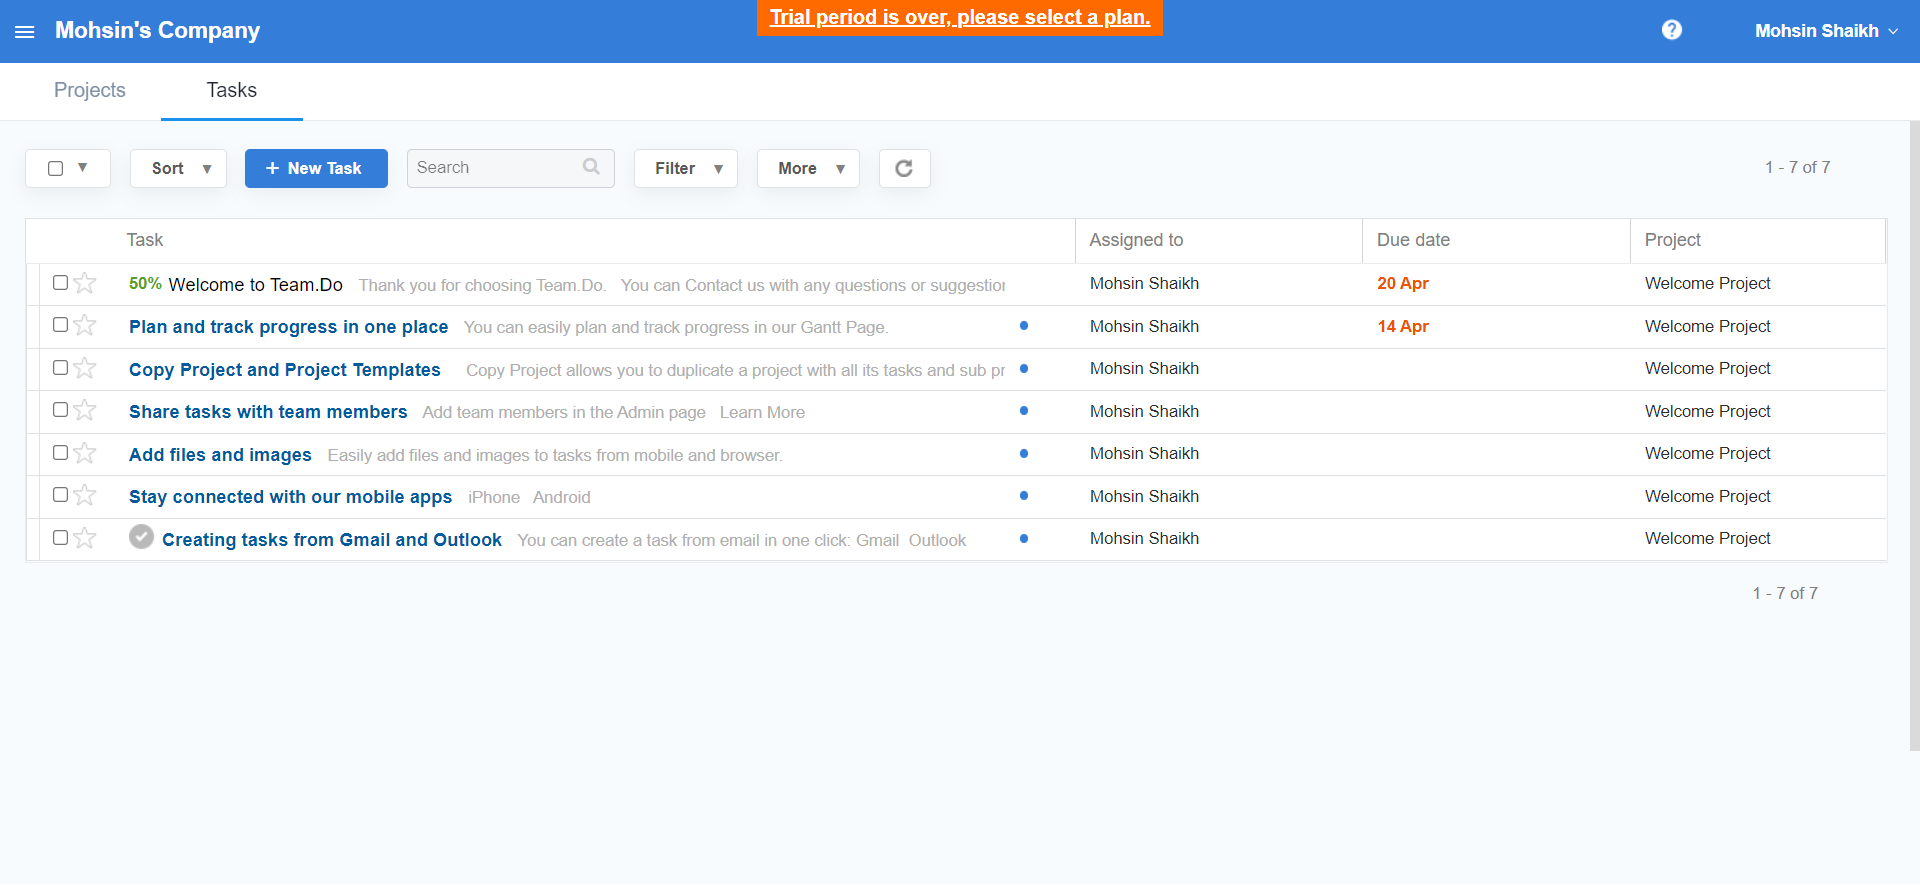 Mohsin's Company
Trial period is over, please select a plan.
?
Mohsin Shaikh
Projects
Tasks
Sort
+ New Task
Search
Filter
More
1 - 7 of 7
Task Assigned to Due date Project
50% Welcome to Team.Do Thank you for choosing Team.Do. You can Contact us with any questions or suggestion Mohsin Shaikh 20 Apr Welcome Project
Plan and track progress in one place You can easily plan and track progress in our Gantt Page. Mohsin Shaikh 14 Apr Welcome Project
Copy Project and Project Templates Copy Project allows you to duplicate a project with all its tasks and sub pr Mohsin Shaikh Welcome Project
Share tasks with team members Add team members in the Admin page Learn More Mohsin Shaikh Welcome Project
Add files and images Easily add files and images to tasks from mobile and browser. Mohsin Shaikh Welcome Project
Stay connected with our mobile apps iPhone Android Mohsin Shaikh Welcome Project
Creating tasks from Gmail and Outlook You can create a task from email in one click: Gmail Outlook Mohsin Shaikh Welcome Project
1 - 7 of 7